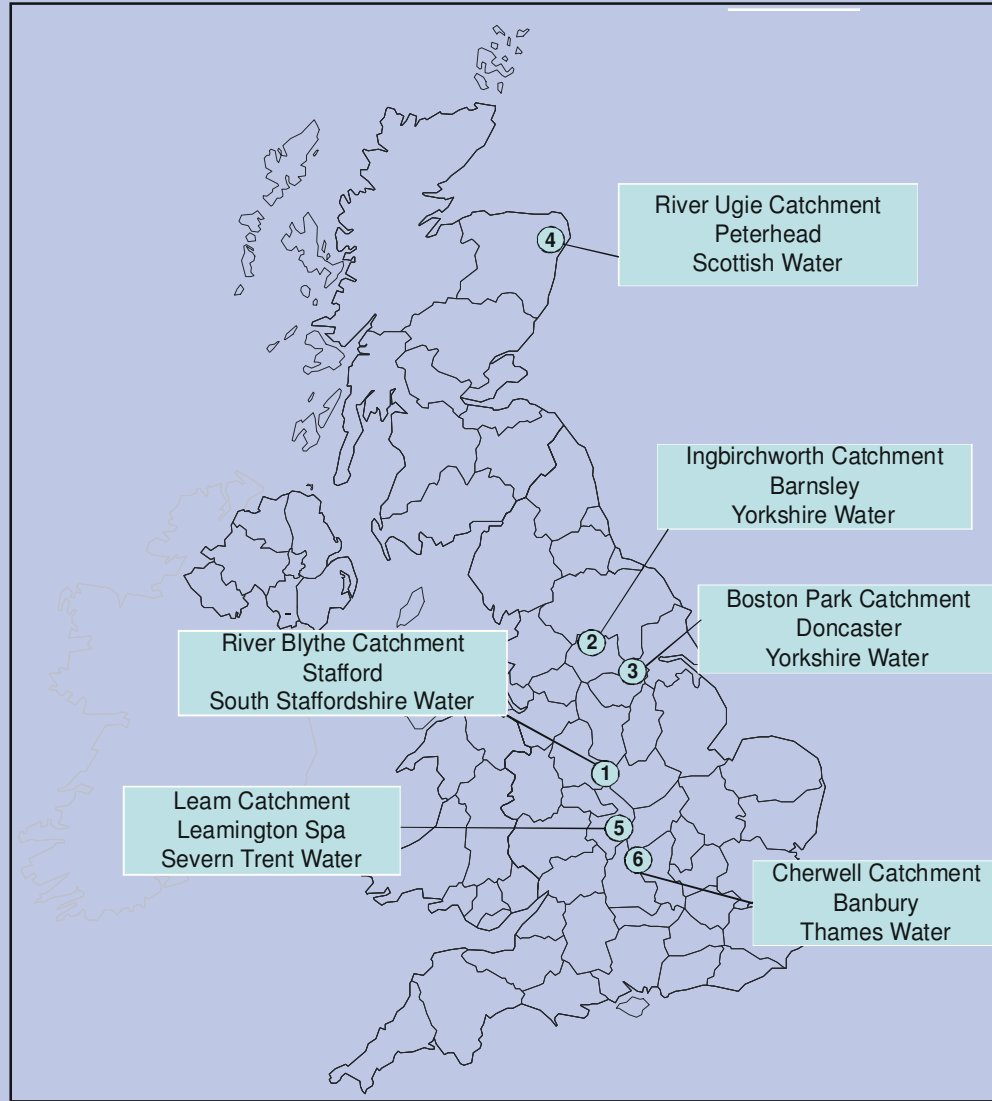 4
River Ugie Catchment
Peterhead
Scottish Water
Ingbirchworth Catchment
Barnsley
Yorkshire Water
2
Boston Park Catchment
Doncaster
Yorkshire Water
3
River Blythe Catchment
Stafford
South Staffordshire Water
1
Leam Catchment
Leamington Spa
Severn Trent Water
5
6
Cherwell Catchment
Banbury
Thames Water